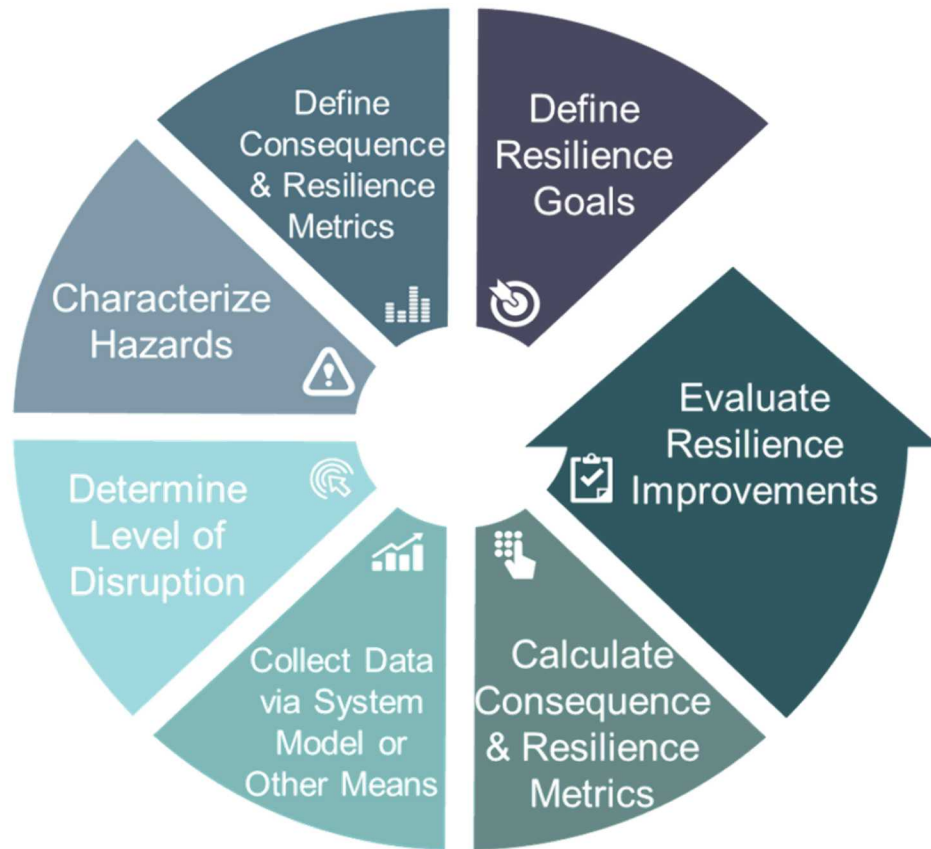 Define
Resilience
Goals
Define
Consequence
& Resilience
Metrics
Characterize
Hazards
Determine
Level of
Disruption
Collect Data
via System
Model or
Other Means
Calculate
Consequence
& Resilience
Metrics
Evaluate
Resilience
Improvements